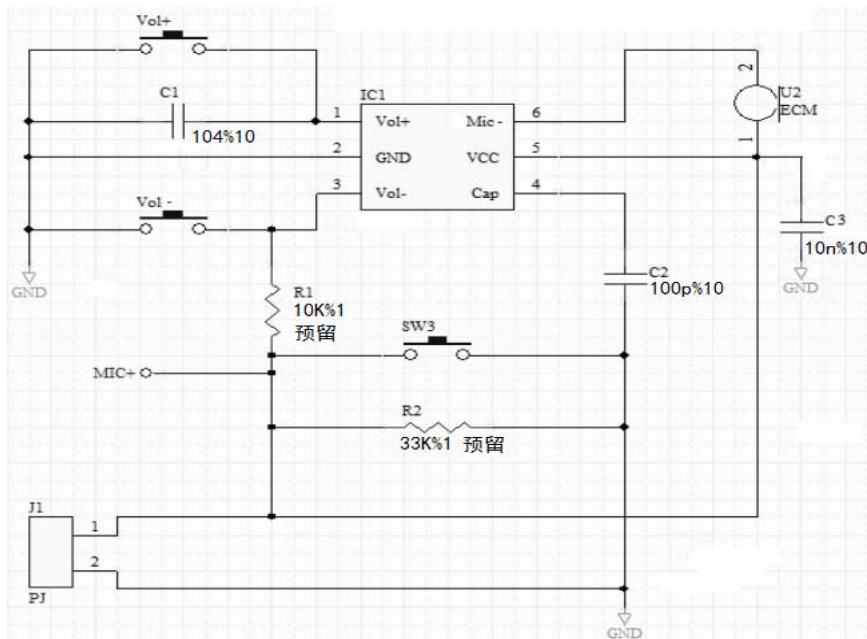 Vol+
C1
104%10
IC1
1 Vol+ Mic- 6
2 GND VCC 5
3 Vol- Cap 4
2
U2
ECM
1
Vol -
C3
10n%10
GND
GND
C2
100p%10
R1
10K%1
预留
SW3
MIC+
R2
33K%1 预留
J1
1
2
PJ
GND